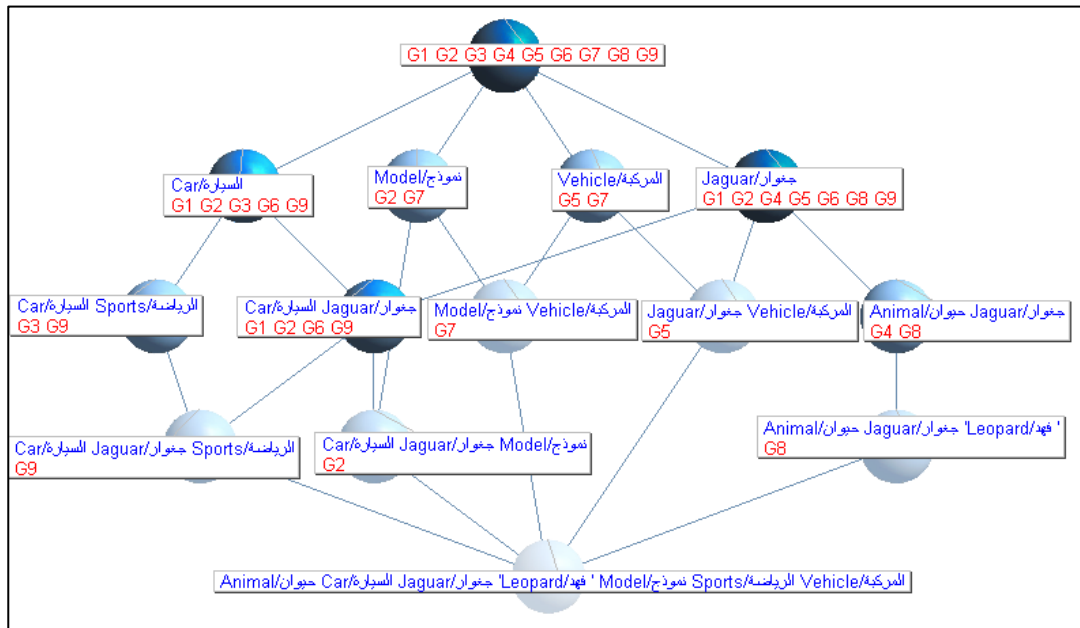 G1 G2 G3 G4 G5 G6 G7 G8 G9
Car/السيارة
G1 G2 G3 G6 G9
Model/نموذج
G2 G7
Vehicle/المركبة
G5 G7
Jaguar/جغوار
G1 G2 G4 G5 G6 G8 G9
Car/السيارة Sports/الرياضة
G3 G9
Car/السيارة Jaguar/جغوار
G1 G2 G6 G9
Model/نموذج Vehicle/المركبة
G7
Jaguar/جغوار Vehicle/المركبة
G5
Animal/حيوان Jaguar/جغوار
G4 G8
Car/السيارة Jaguar/جغوار Sports/الرياضة
G9
Car/السيارة Jaguar/جغوار Model/نموذج
G2
Animal/حيوان Jaguar/جغوار 'Leopard/فهد '
G8
Animal/حيوان Car/السيارة Jaguar/جغوار 'Leopard/فهد ' Model/نموذج Sports/الرياضة Vehicle/المركبة